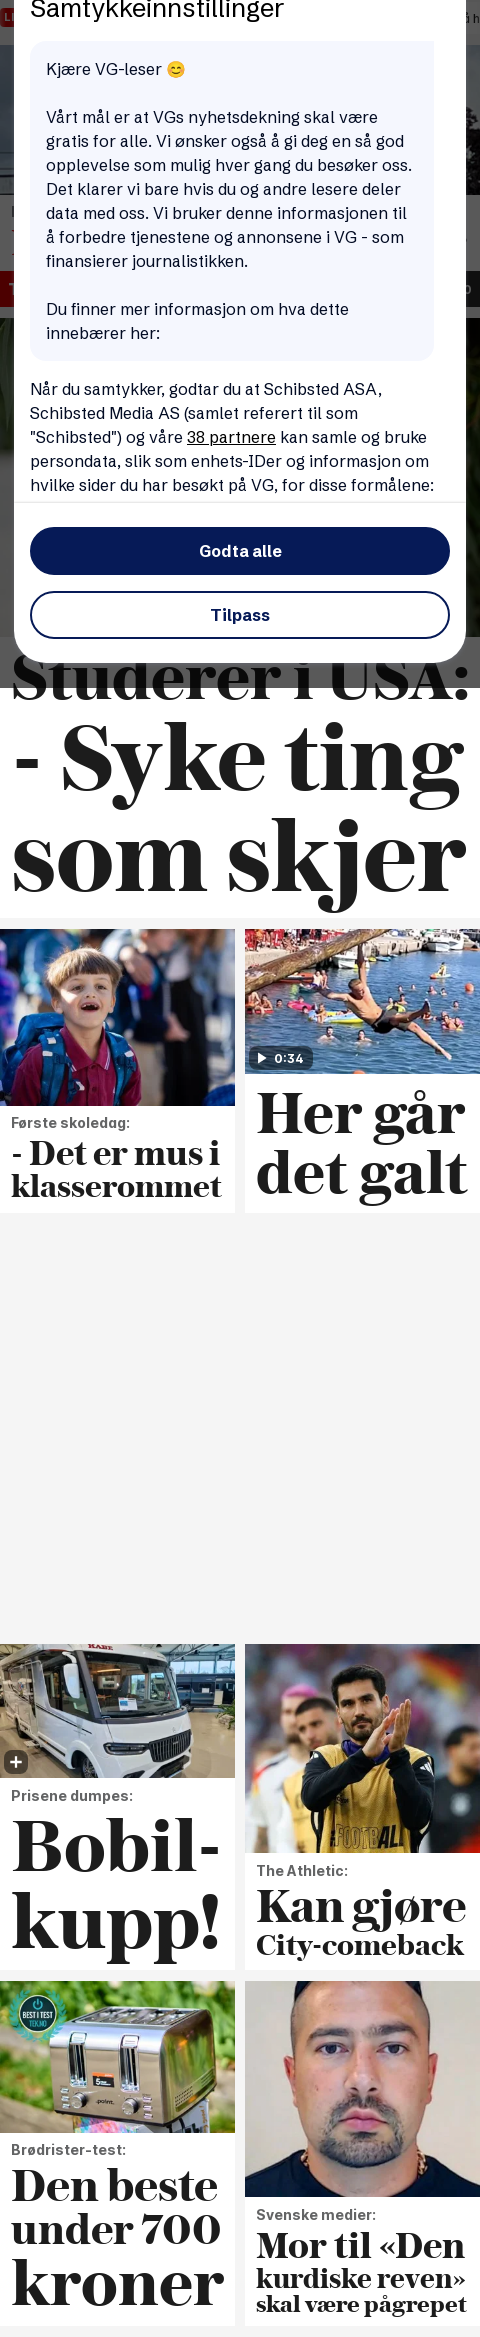 Samtykkeinnstillinger
Kjære VG-leser 😊
Vårt mål er at VGs nyhetsdekning skal være
gratis for alle. Vi ønsker også å gi deg en så god
opplevelse som mulig hver gang du besøker oss.
Det klarer vi bare hvis du og andre lesere deler
data med oss. Vi bruker denne informasjonen til
å forbedre tjenestene og annonsene i VG - som
finansierer journalistikken.
Du finner mer informasjon om hva dette
innebærer her:
Når du samtykker, godtar du at Schibsted ASA,
Schibsted Media AS (samlet referert til som
"Schibsted") og våre 38 partnere kan samle og bruke
persondata, slik som enhets-IDer og informasjon om
hvilke sider du har besøkt på VG, for disse formålene:
Godta alle
Tilpass
Studerer i USA:
- Syke ting
som skjer
0:34
Første skoledag:
- Det er mus i
klasserommet
Her går
det galt
KABE
Prisene dumpes:
Bobil-
kupp!
FOOTBALL
The Athletic:
Kan gjøre
City-comeback
BEST I TEST
TEK.NO
point.
Brødrister-test:
Den beste
under 700
kroner
Svenske medier:
Mor til «Den
kurdiske reven»
skal være pågrepet